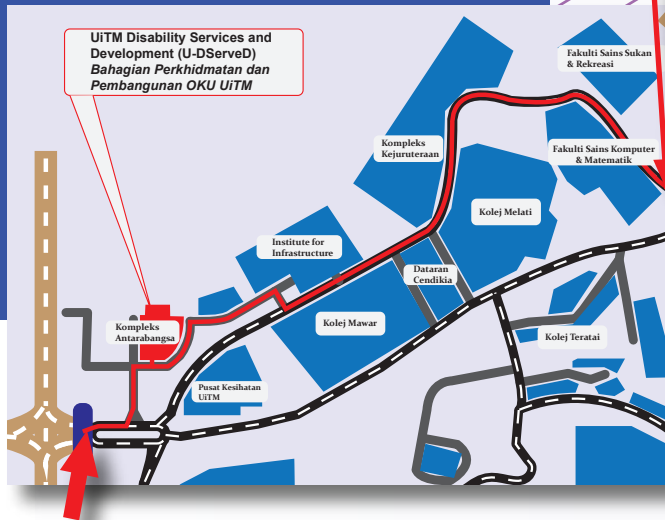 UiTM Disability Services and
Development (U-DServeD)
Bahagian Perkhidmatan dan
Pembangunan OKU UiTM
Fakulti Sains Sukan
& Rekreasi
Kompleks
Kejuruteraan
Fakulti Sains Komputer
& Matematik
Kolej Melati
Institute for
Infrastructure
Dataran
Cendikia
Kompleks
Antarabangsa
Kolej Mawar
Kolej Teratai
Pusat Kesihatan
UiTM